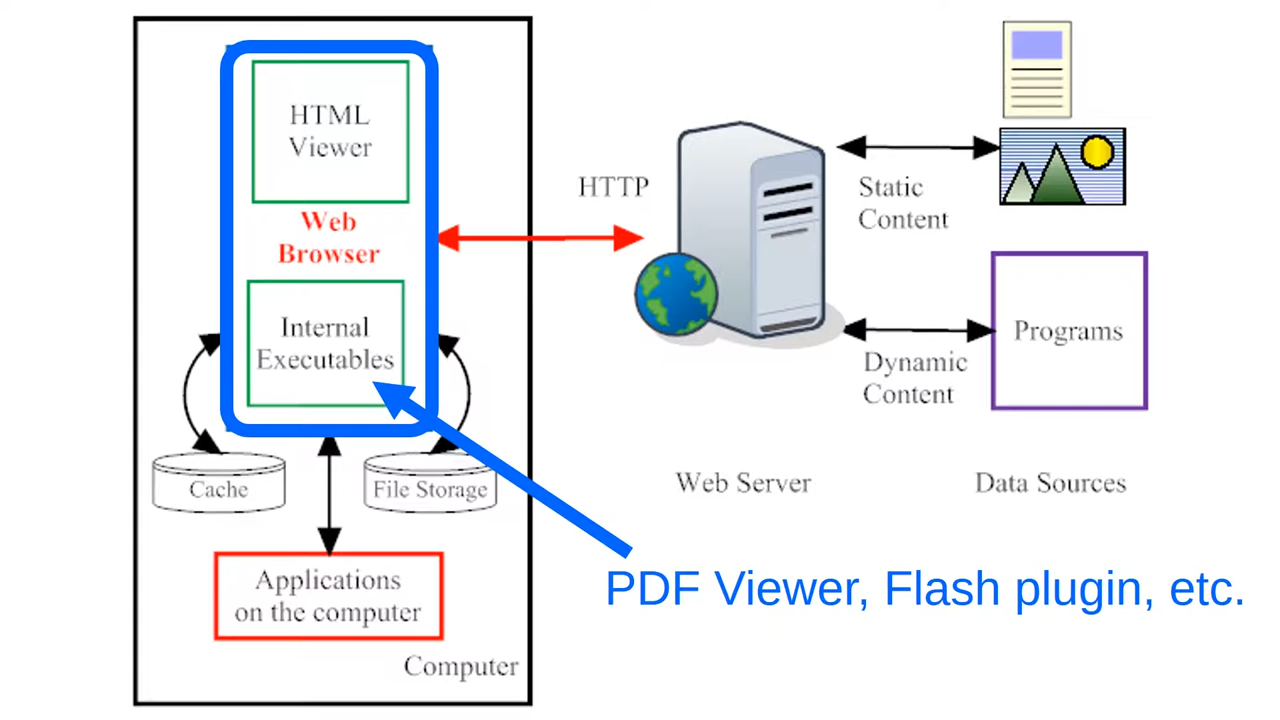 HTML
Viewer
Web
Browser
Internal
Executables
Cache
File Storage
Applications
on the computer
Computer
HTTP
Static
Content
Dynamic
Content
Programs
Web Server
Data Sources
PDF Viewer, Flash plugin, etc.